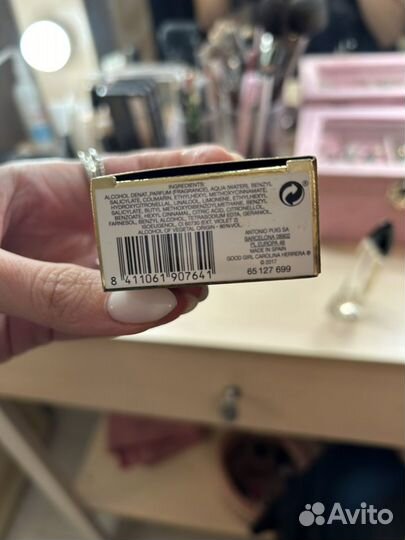 INGREDIENTS:
ALCOHOL DENAT., PARFUM (FRAGRANCE), AQUA (WATER), BENZYL
SALICYLATE, COUMARIN, ETHYLHEXYL METHOXYCINNAMATE,
HYDROXYCITRONELLAL, LINALOOL, LIMONENE, ETHYLHEXYL
SALICYLATE, BUTYL METHOXYDIBENZOYLMETHANE, BENZYL
BENZOATE, HEXYL CINNAMAL, CITRIC ACID, CITRONELLOL,
FARNESOL, BENZYL ALCOHOL, TETRASODIUM EDTA, GERANIOL,
ISOEUGENOL, CI 60730 (EXT. VIOLET 2).
ALCOHOL OF VEGETAL ORIGIN - 80% VOL.
8 411061 907641
ANTONIO PUIG SA
BARCELONA 08902
PL EUROPA 46
MADE IN SPAIN
GOOD GIRL CAROLINA HERRERA ®
© 2017
65 127 699
Avito